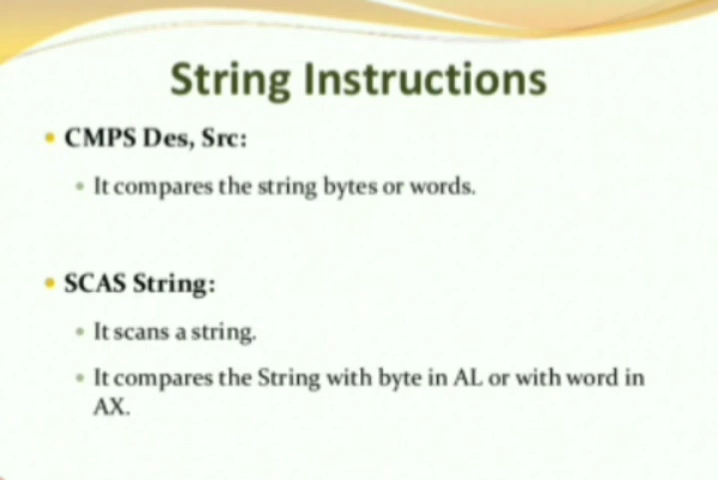 String Instructions
CMPS Des, Src:
It compares the string bytes or words.
SCAS String:
It scans a string.
It compares the String with byte in AL or with word in
AX.